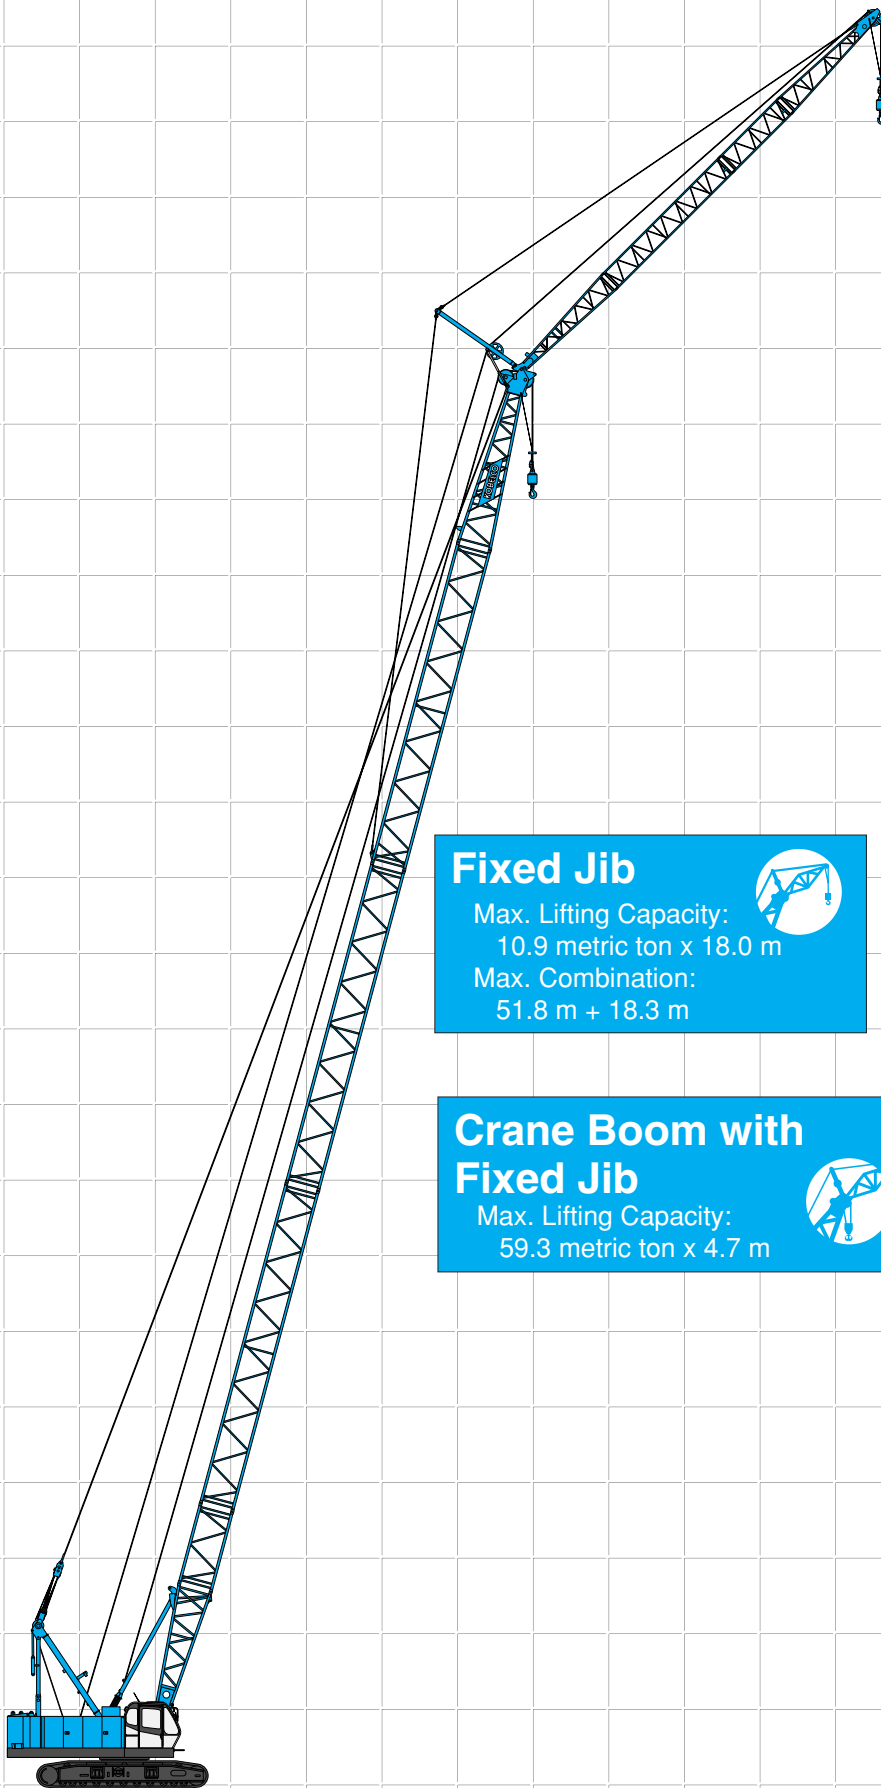 KOBELCO
Fixed Jib
Max. Lifting Capacity:
10.9 metric ton x 18.0 m
Max. Combination:
51.8 m + 18.3 m
Crane Boom with
Fixed Jib
Max. Lifting Capacity:
59.3 metric ton x 4.7 m